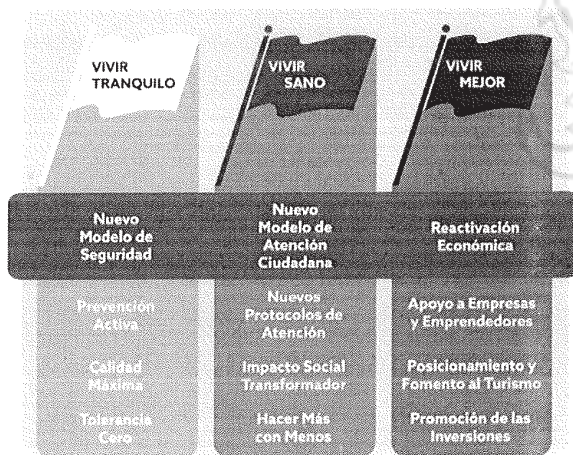 VIVIR
TRANQUILO
Nuevo
Modelo de
Seguridad
Prevención
Activa
Calidad
Máxima
Tolerancia
Cero
VIVIR
SANO
Nuevo
Modelo de
Atención
Ciudadana
Nuevos
Protocolos de
Atención
Impacto Social
Transformador
Hacer Más
con Menos
VIVIR
MEJOR
Reactivación
Económica
Apoyo a Empresas
y Emprendedores
Posicionamiento y
Fomento al Turismo
Promoción de las
Inversiones